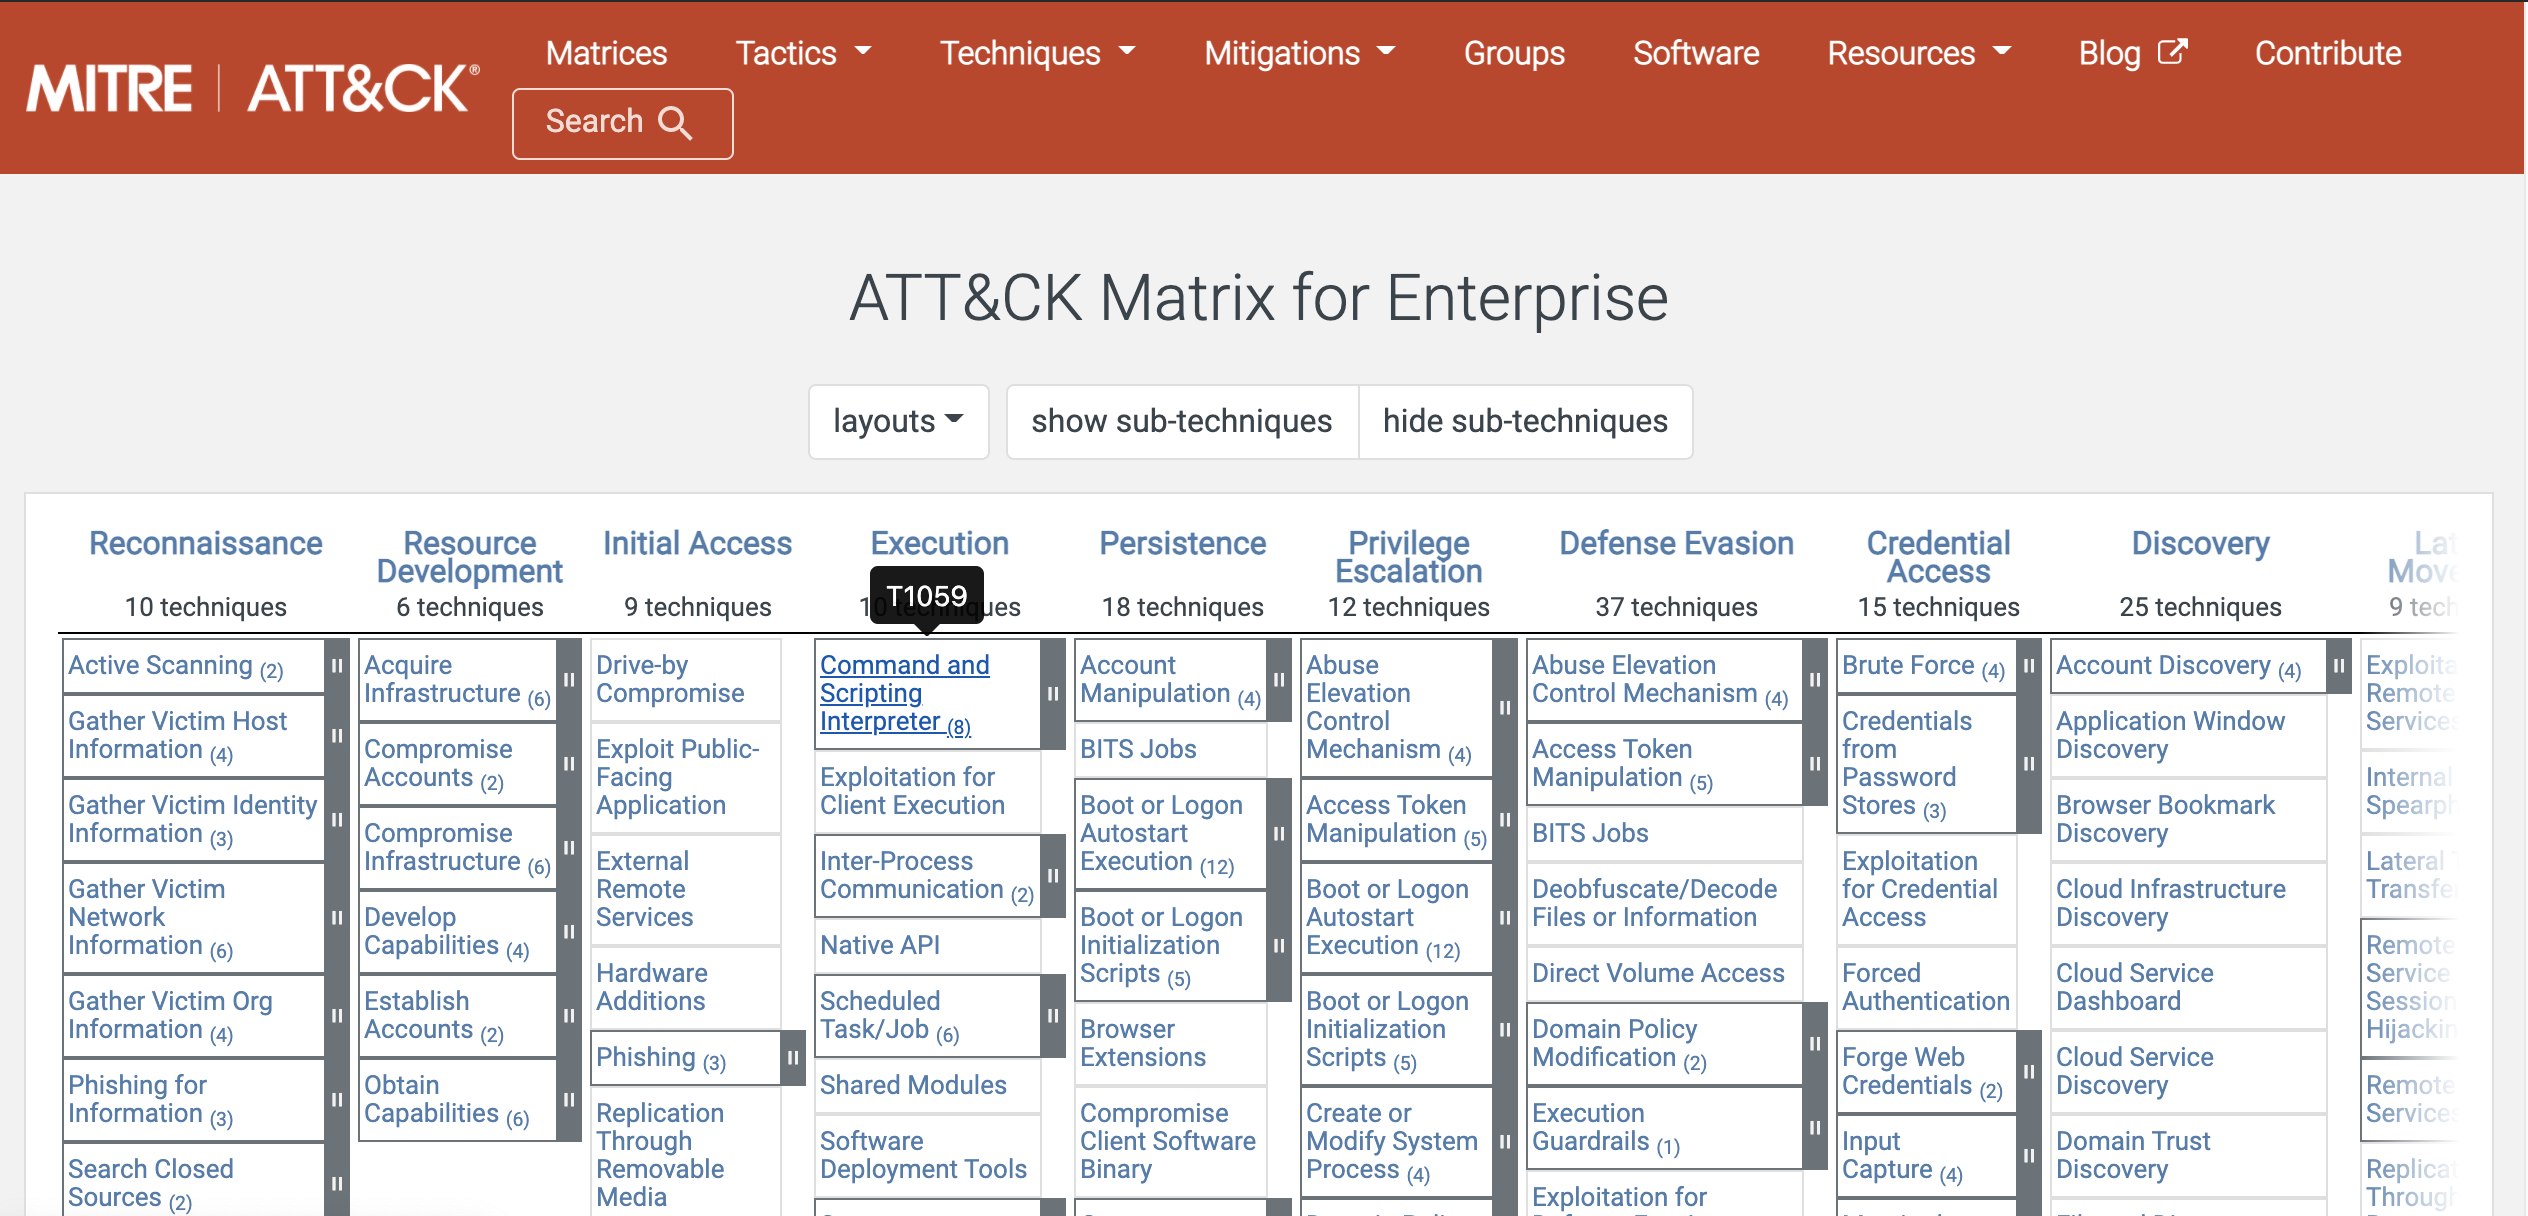 MITRE | ATT&CK®
Matrices Tactics Techniques Mitigations Groups Software Resources Blog Contribute
Search
ATT&CK Matrix for Enterprise
layouts show sub-techniques hide sub-techniques
Reconnaissance
10 techniques
Active Scanning (2)
Gather Victim Host
Information (4)
Gather Victim Identity
Information (3)
Gather Victim
Network
Information (6)
Gather Victim Org
Information (4)
Phishing for
Information (3)
Search Closed
Sources (2)
Resource
Development
6 techniques
Acquire
Infrastructure (6)
Compromise
Accounts (2)
Compromise
Infrastructure (6)
Develop
Capabilities (4)
Establish
Accounts (2)
Obtain
Capabilities (6)
Initial Access
9 techniques
Drive-by
Compromise
Exploit Public-
Facing
Application
External
Remote
Services
Hardware
Additions
Phishing (3)
Replication
Through
Removable
Media
Execution
T1059
Command and
Scripting
Interpreter (8)
Exploitation for
Client Execution
Inter-Process
Communication (2)
Native API
Scheduled
Task/Job (6)
Shared Modules
Software
Deployment Tools
Persistence
18 techniques
Account
Manipulation (4)
BITS Jobs
Boot or Logon
Autostart
Execution (12)
Boot or Logon
Initialization
Scripts (5)
Browser
Extensions
Compromise
Client Software
Binary
Privilege
Escalation
12 techniques
Abuse
Elevation
Control
Mechanism (4)
Access Token
Manipulation (5)
Boot or Logon
Autostart
Execution (12)
Boot or Logon
Initialization
Scripts (5)
Create or
Modify System
Process (4)
Defense Evasion
37 techniques
Abuse Elevation
Control Mechanism (4)
Access Token
Manipulation (5)
BITS Jobs
Deobfuscate/Decode
Files or Information
Direct Volume Access
Domain Policy
Modification (2)
Execution
Guardrails (1)
Exploitation for
Credential
Access
15 techniques
Brute Force (4)
Credentials
from
Password
Stores (3)
Exploitation
for Credential
Access
Forced
Authentication
Forge Web
Credentials (2)
Input
Capture (4)
Discovery
25 techniques
Account Discovery (4)
Application Window
Discovery
Browser Bookmark
Discovery
Cloud Infrastructure
Discovery
Cloud Service
Dashboard
Cloud Service
Discovery
Domain Trust
Discovery
Lat
Move
9 tech
Exploita
Remote
Services
Internal
Spearph
Lateral
Transfe
Remote
Service
Session
Hijackin
Remote
Services
Replicat
Through